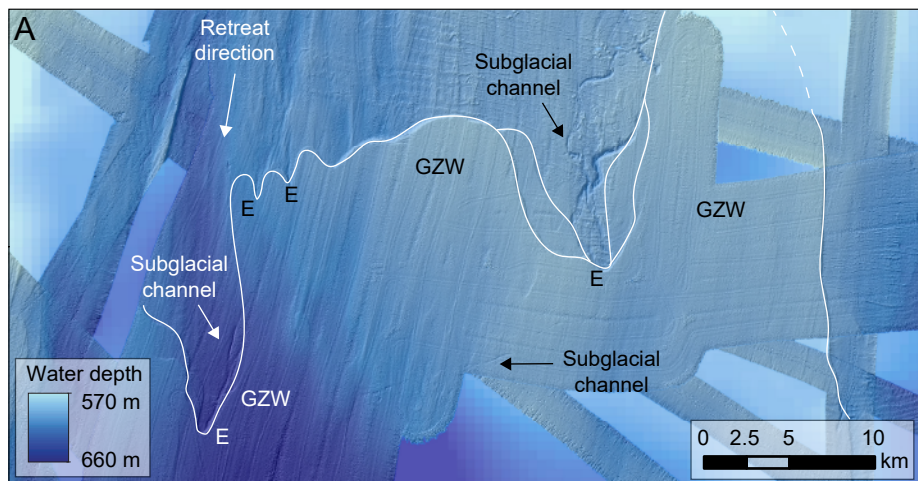 A
Retreat
direction
Subglacial
channel
GZW
E
E
GZW
Subglacial
channel
E
Subglacial
channel
GZW
E
Water depth
570 m
660 m
0 2.5 5 10
km